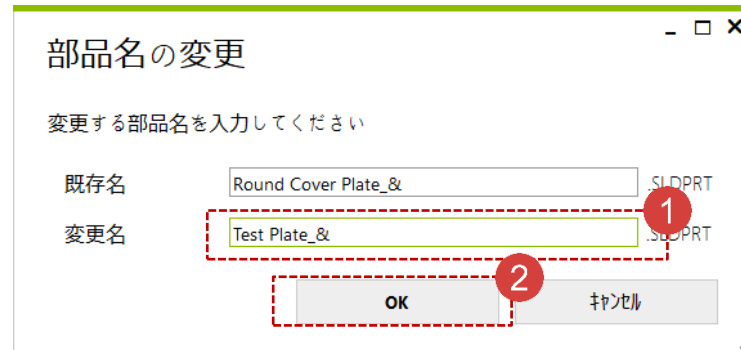 部品名の変更
変更する部品名を入力してください
既存名 Round Cover Plate_& .SLDPRT
1
変更名 Test Plate_& .SLDPRT
2
OK ｷｬﾝｾﾙ